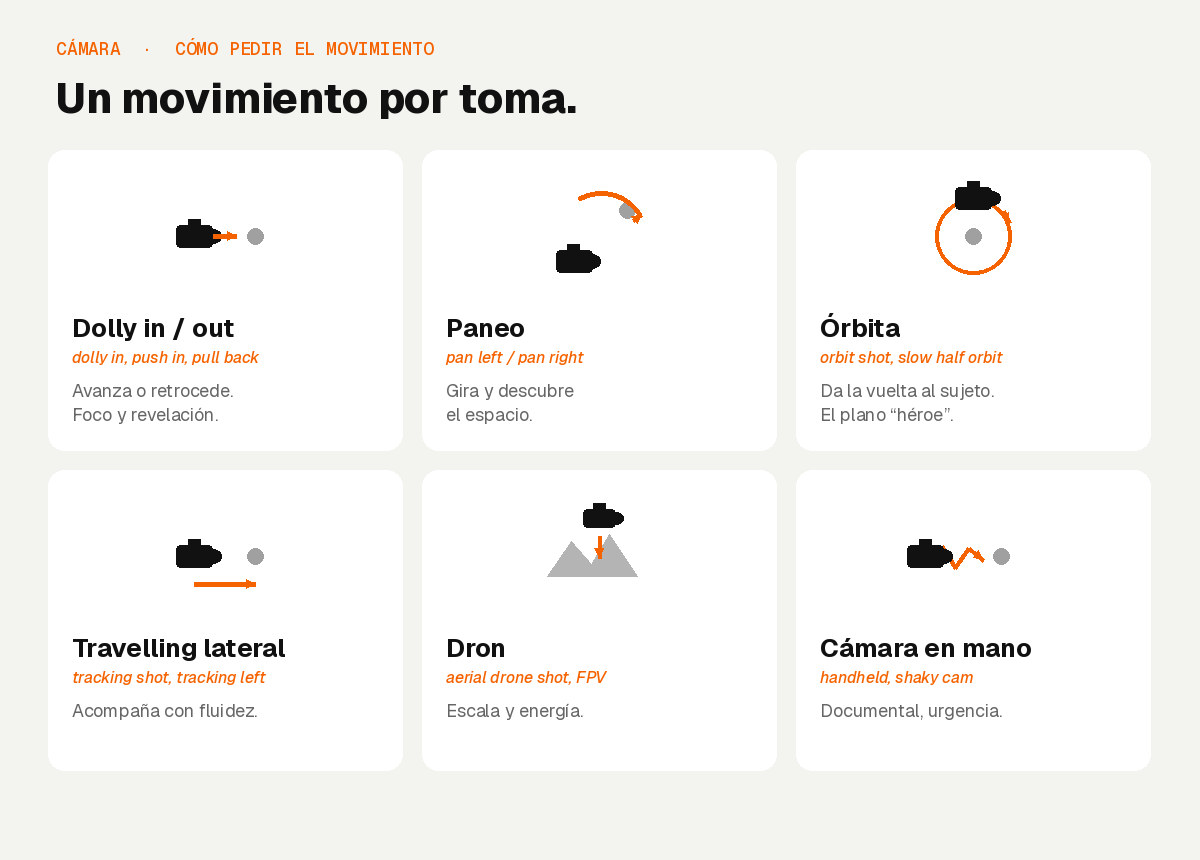 CÁMARA · CÓMO PEDIR EL MOVIMIENTO
Un movimiento por toma.
Dolly in / out
dolly in, push in, pull back
Avanza o retrocede.
Foco y revelación.
Paneo
pan left / pan right
Gira y descubre
el espacio.
Órbita
orbit shot, slow half orbit
Da la vuelta al sujeto.
El plano “héroe”.
Travelling lateral
tracking shot, tracking left
Acompaña con fluidez.
Dron
aerial drone shot, FPV
Escala y energía.
Cámara en mano
handheld, shaky cam
Documental, urgencia.